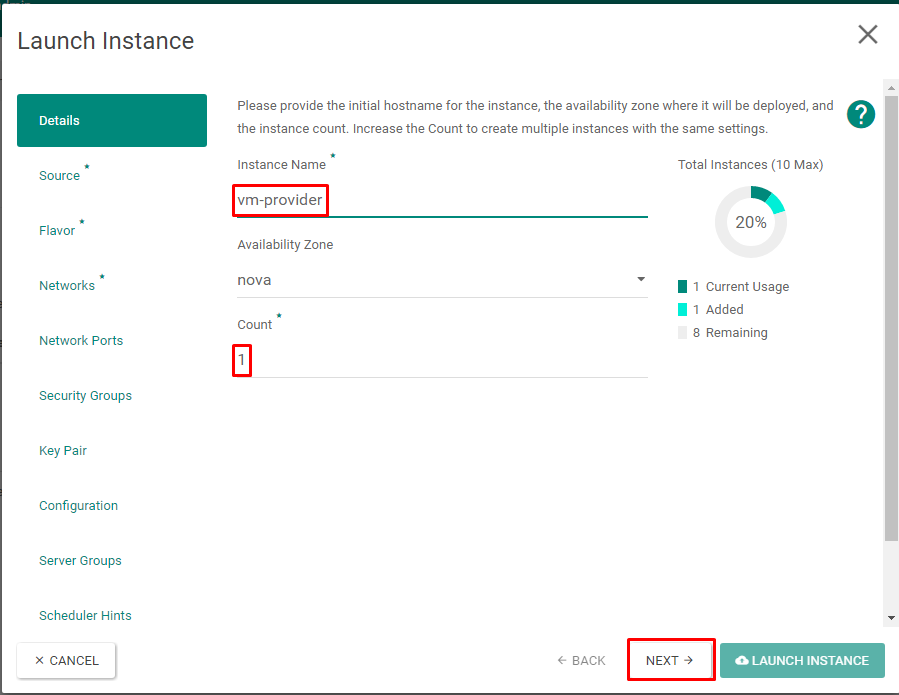 Launch Instance
Details
Source *
Flavor *
Networks *
Network Ports
Security Groups
Key Pair
Configuration
Server Groups
Scheduler Hints
Please provide the initial hostname for the instance, the availability zone where it will be deployed, and
the instance count. Increase the Count to create multiple instances with the same settings.
?
Instance Name *
vm-provider
Availability Zone
nova
Count *
1
Total Instances (10 Max)
20%
1 Current Usage
1 Added
8 Remaining
× CANCEL
← BACK
NEXT →
LAUNCH INSTANCE